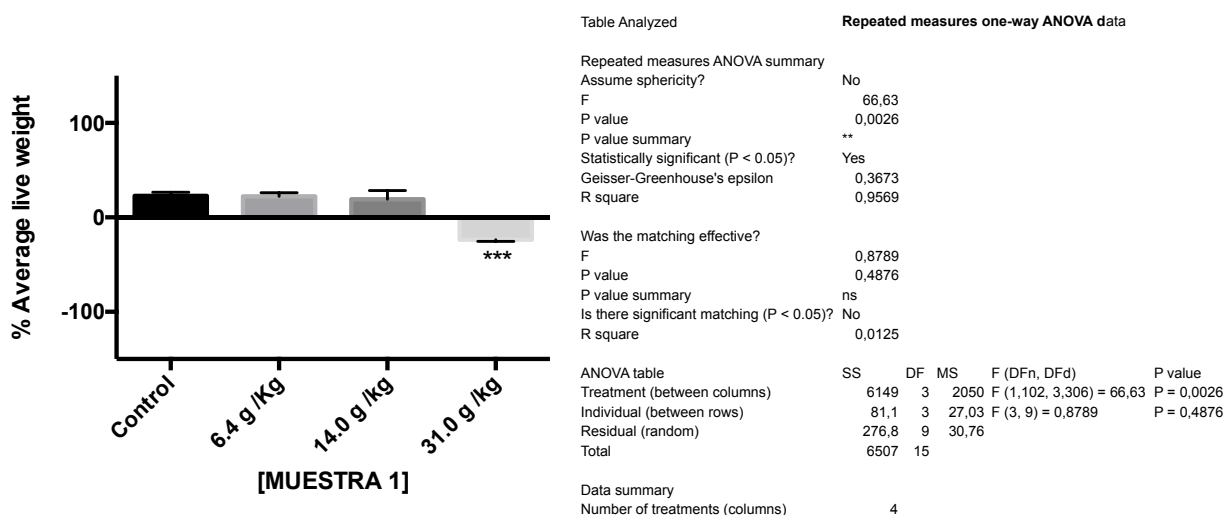 % Average live weight
100
0
-100
***
Control
6.4 g /Kg
14.0 g /kg
31.0 g /kg
[MUESTRA 1]
Table Analyzed Repeated measures one-way ANOVA data
Repeated measures ANOVA summary
Assume sphericity? No
F 66,63
P value 0,0026
P value summary **
Statistically significant (P < 0.05)? Yes
Geisser-Greenhouse's epsilon 0,3673
R square 0,9569
Was the matching effective?
F 0,8789
P value 0,4876
P value summary ns
Is there significant matching (P < 0.05)? No
R square 0,0125
ANOVA table SS DF MS F (DFn, DFd) P value
Treatment (between columns) 6149 3 2050 F (1,102, 3,306) = 66,63 P = 0,0026
Individual (between rows) 81,1 3 27,03 F (3, 9) = 0,8789 P = 0,4876
Residual (random) 276,8 9 30,76
Total 6507 15
Data summary
Number of treatments (columns) 4